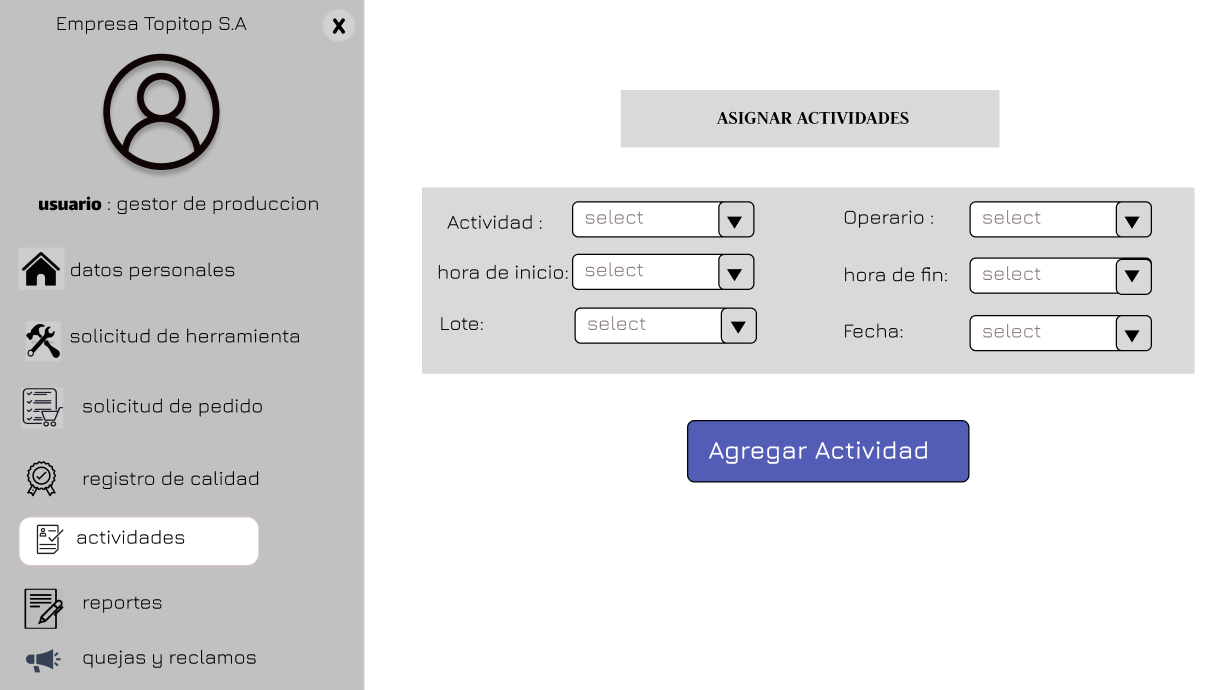 Empresa Topitop S.A
X
usuario : gestor de produccion
datos personales
solicitud de herramienta
solicitud de pedido
registro de calidad
actividades
reportes
quejas y reclamos
ASIGNAR ACTIVIDADES
Actividad : select
Operario : select
hora de inicio: select
hora de fin: select
Lote: select
Fecha: select
Agregar Actividad